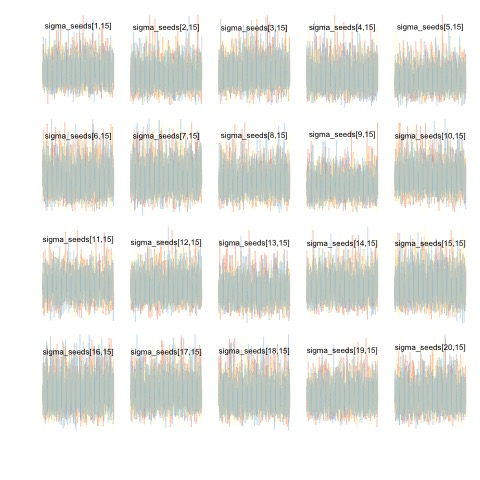 sigma_seeds[1,15]
sigma_seeds[2,15]
sigma_seeds[3,15]
sigma_seeds[4,15]
sigma_seeds[5,15]
sigma_seeds[6,15]
sigma_seeds[7,15]
sigma_seeds[8,15]
sigma_seeds[9,15]
sigma_seeds[10,15]
sigma_seeds[11,15]
sigma_seeds[12,15]
sigma_seeds[13,15]
sigma_seeds[14,15]
sigma_seeds[15,15]
sigma_seeds[16,15]
sigma_seeds[17,15]
sigma_seeds[18,15]
sigma_seeds[19,15]
sigma_seeds[20,15]